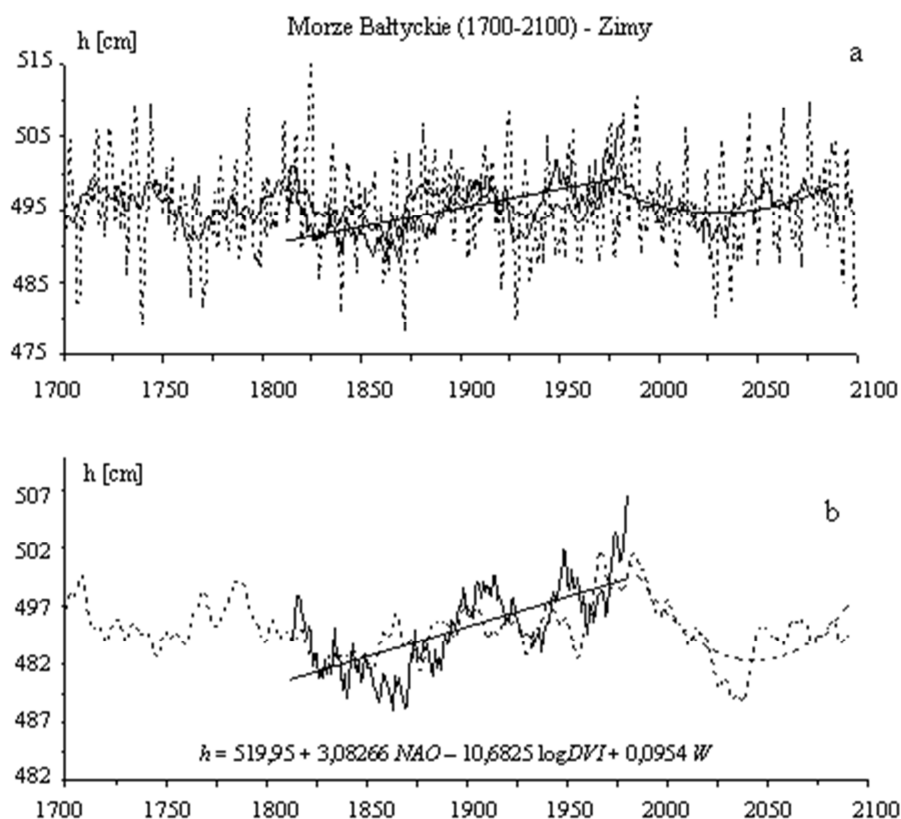 Morze Bałtyckie (1700-2100) - Zimy
h [cm]
a
515
505
495
485
475
1700 1750 1800 1850 1900 1950 2000 2050 2100
h [cm]
b
507
502
497
482
487
482
h = 519,95 + 3,08266 NAO – 10,6825 logDVI + 0,0954 W
1700 1750 1800 1850 1900 1950 2000 2050 2100